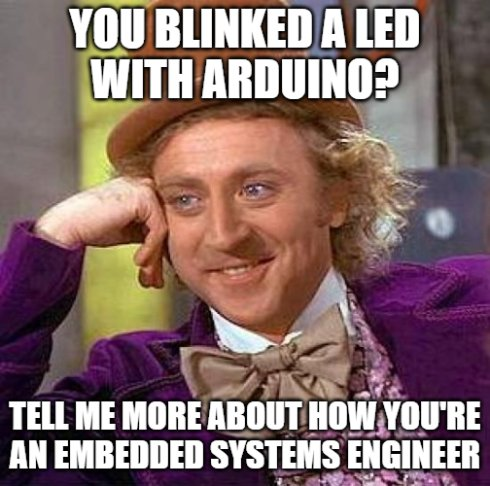 YOU BLINKED A LED
WITH ARDUINO?
TELL ME MORE ABOUT HOW YOU'RE
AN EMBEDDED SYSTEMS ENGINEER